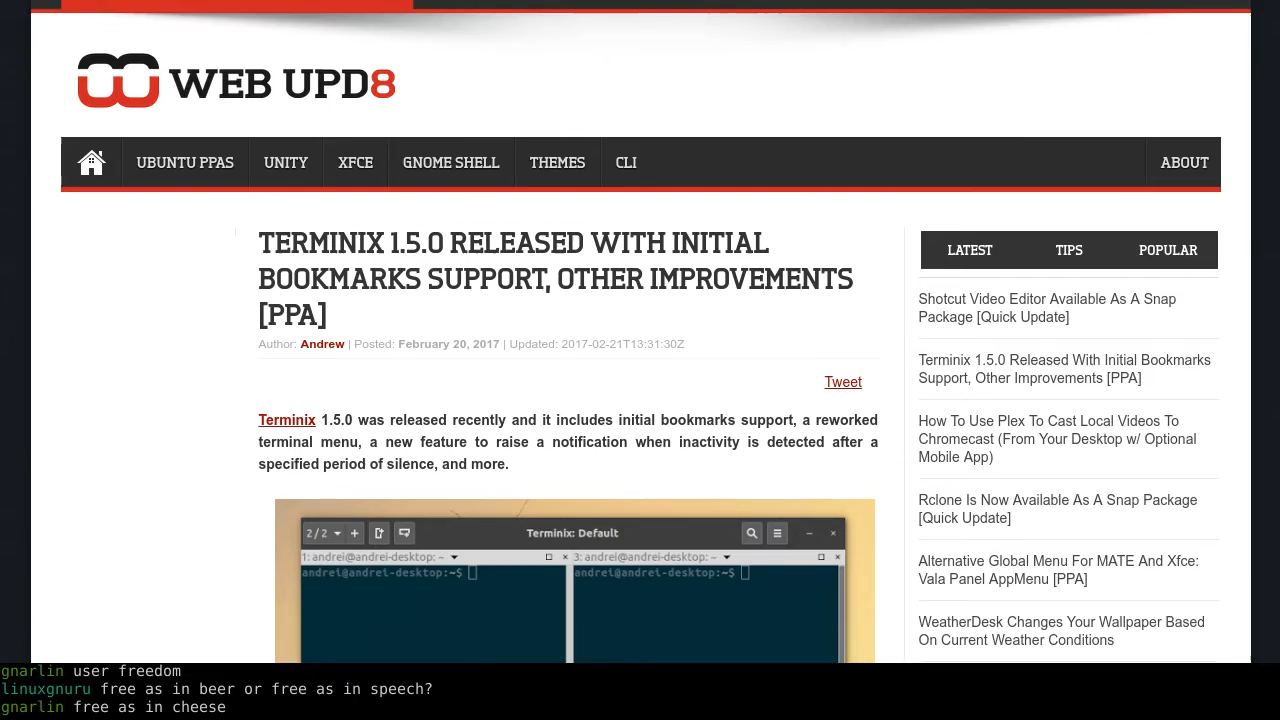 WEB UPD8
UBUNTU PPAS
UNITY
XFCE
GNOME SHELL
THEMES
CLI
ABOUT
TERMINIX 1.5.0 RELEASED WITH INITIAL
BOOKMARKS SUPPORT, OTHER IMPROVEMENTS
[PPA]
Author: Andrew | Posted: February 20, 2017 | Updated: 2017-02-21T13:31:30Z
Tweet
Terminix 1.5.0 was released recently and it includes initial bookmarks support, a reworked
terminal menu, a new feature to raise a notification when inactivity is detected after a
specified period of silence, and more.
2/2
Terminix: Default
1: andrei@andrei-desktop: ~
3: andrei@andrei-desktop: ~
andrei@andrei-desktop:~$
andrei@andrei-desktop:~$
LATEST
TIPS
POPULAR
Shotcut Video Editor Available As A Snap
Package [Quick Update]
Terminix 1.5.0 Released With Initial Bookmarks
Support, Other Improvements [PPA]
How To Use Plex To Cast Local Videos To
Chromecast (From Your Desktop w/ Optional
Mobile App)
Rclone Is Now Available As A Snap Package
[Quick Update]
Alternative Global Menu For MATE And Xfce:
Vala Panel AppMenu [PPA]
WeatherDesk Changes Your Wallpaper Based
On Current Weather Conditions
gnarlin user freedom
linuxgnuru free as in beer or free as in speech?
gnarlin free as in cheese